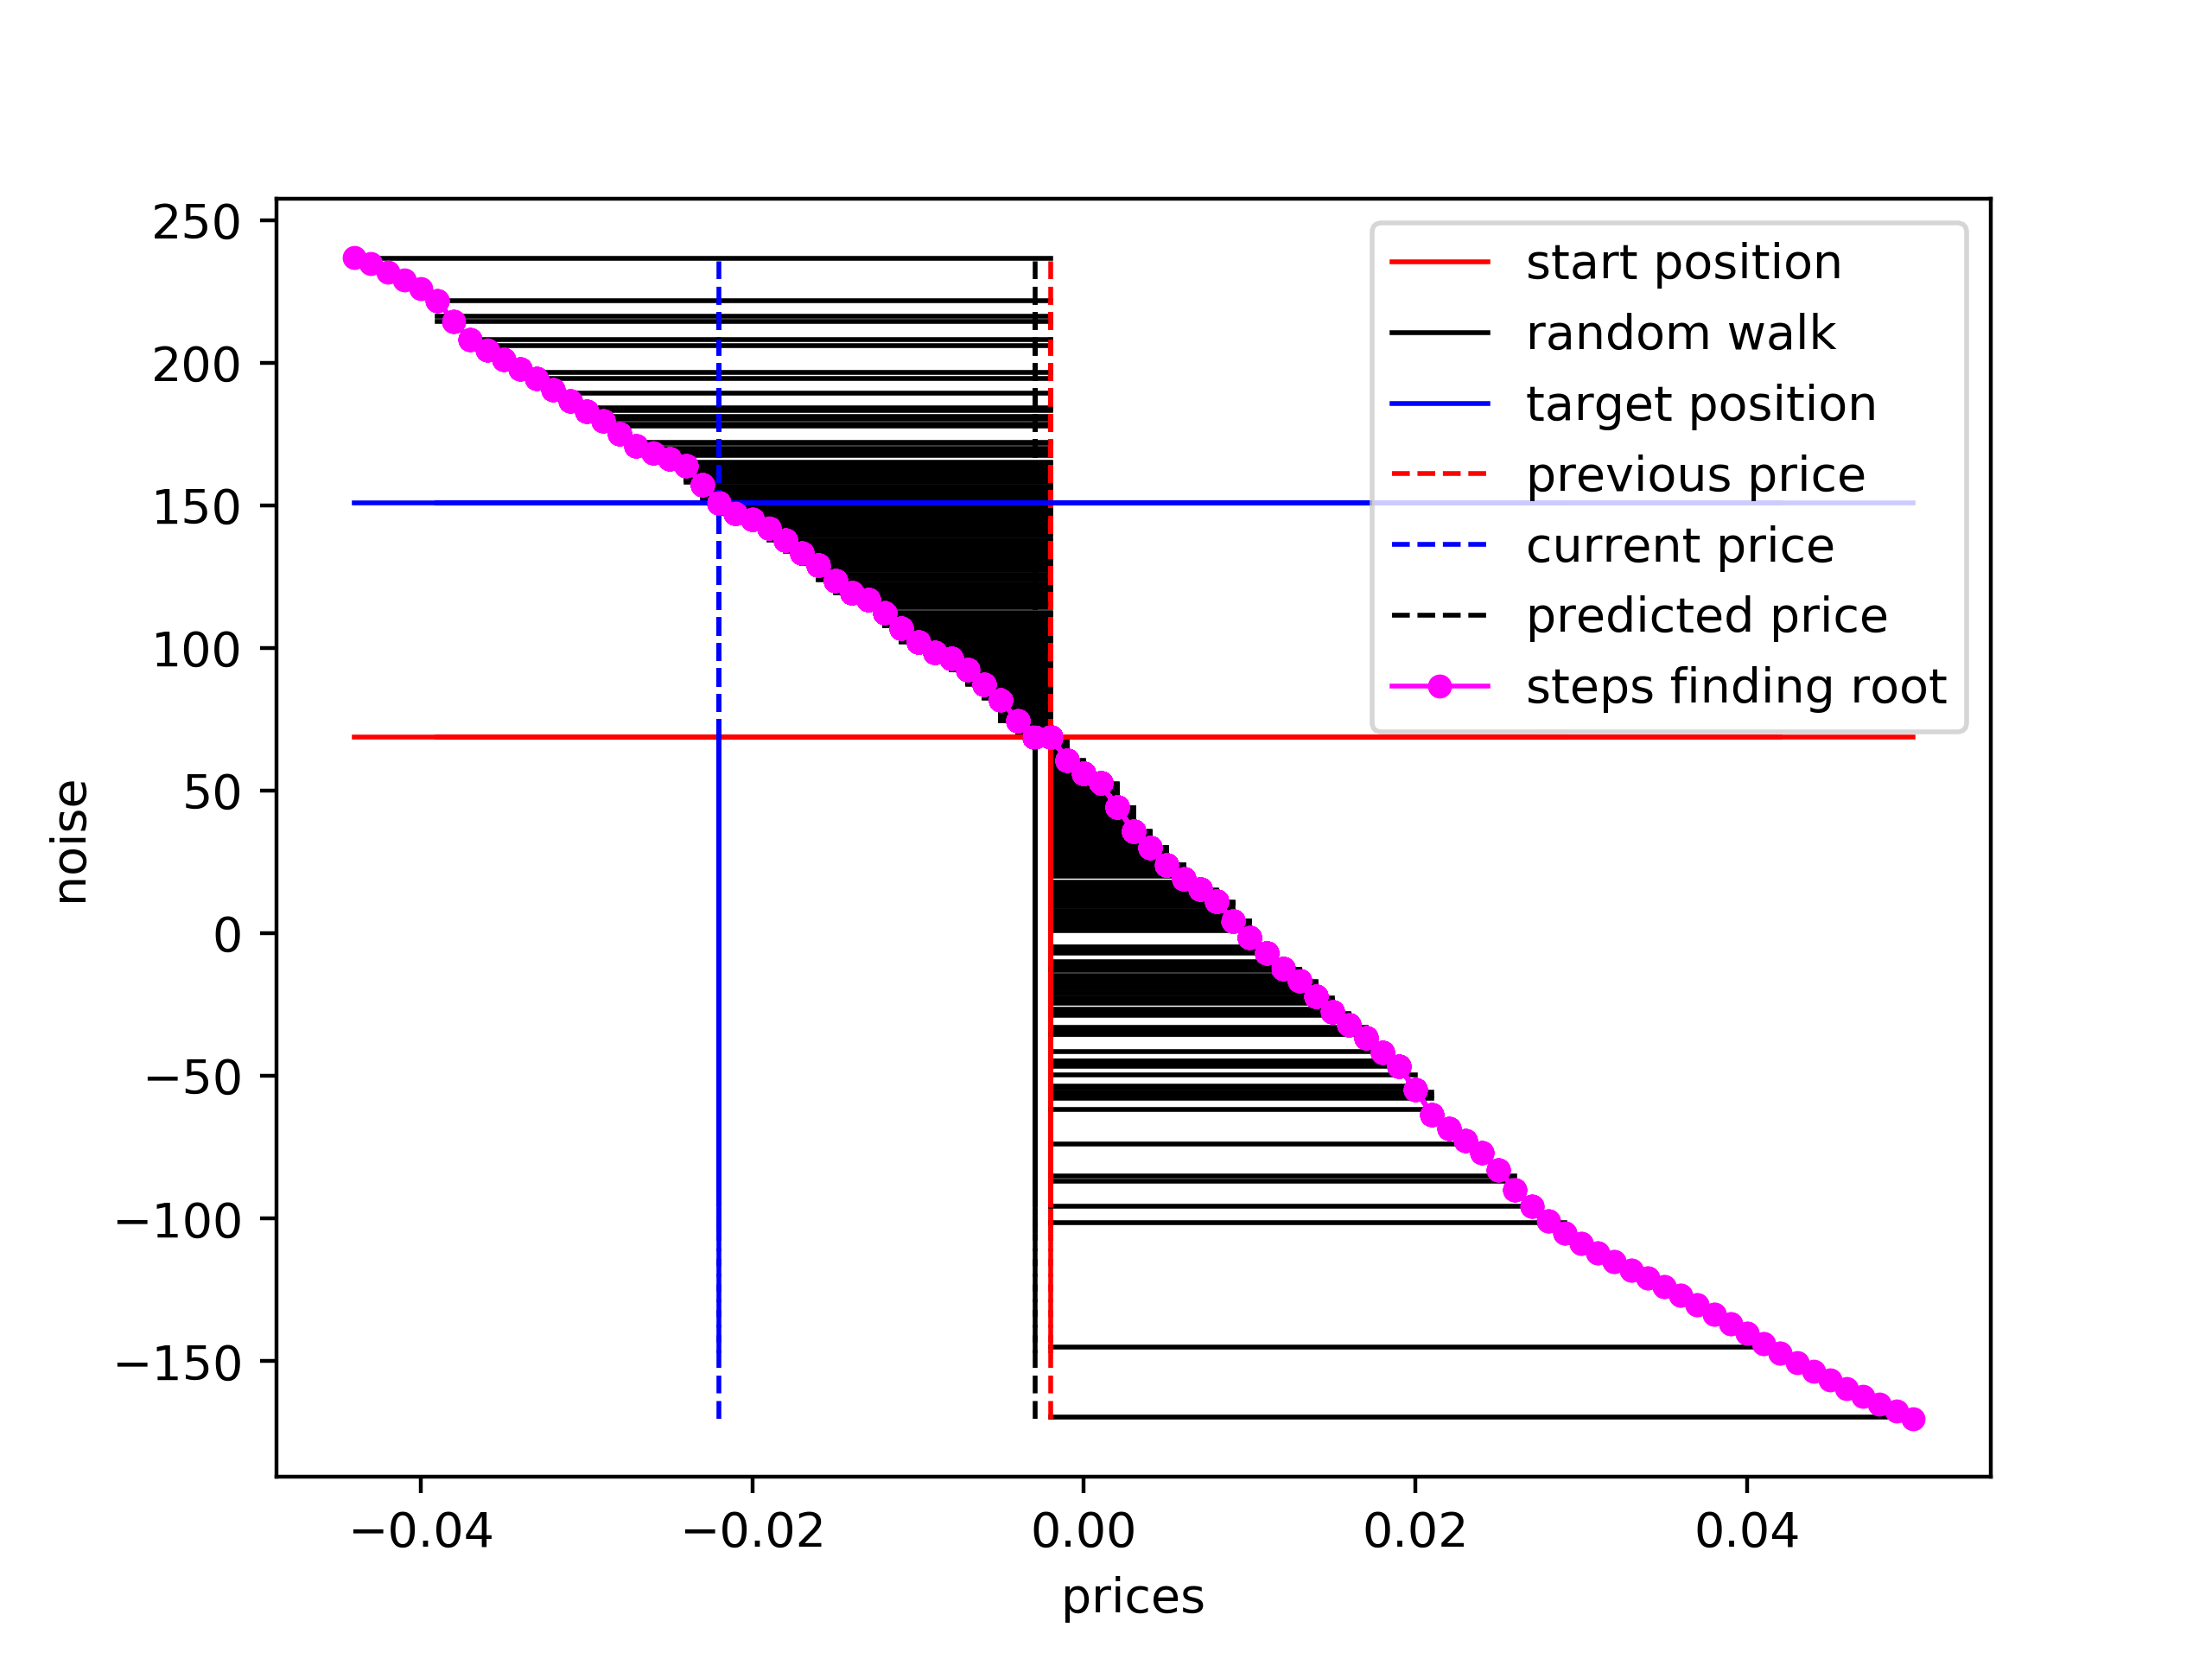 250
200
150
100
50
0
−50
−100
−150
noise
start position
random walk
target position
previous price
current price
predicted price
steps finding root
−0.04
−0.02
0.00
0.02
0.04
prices